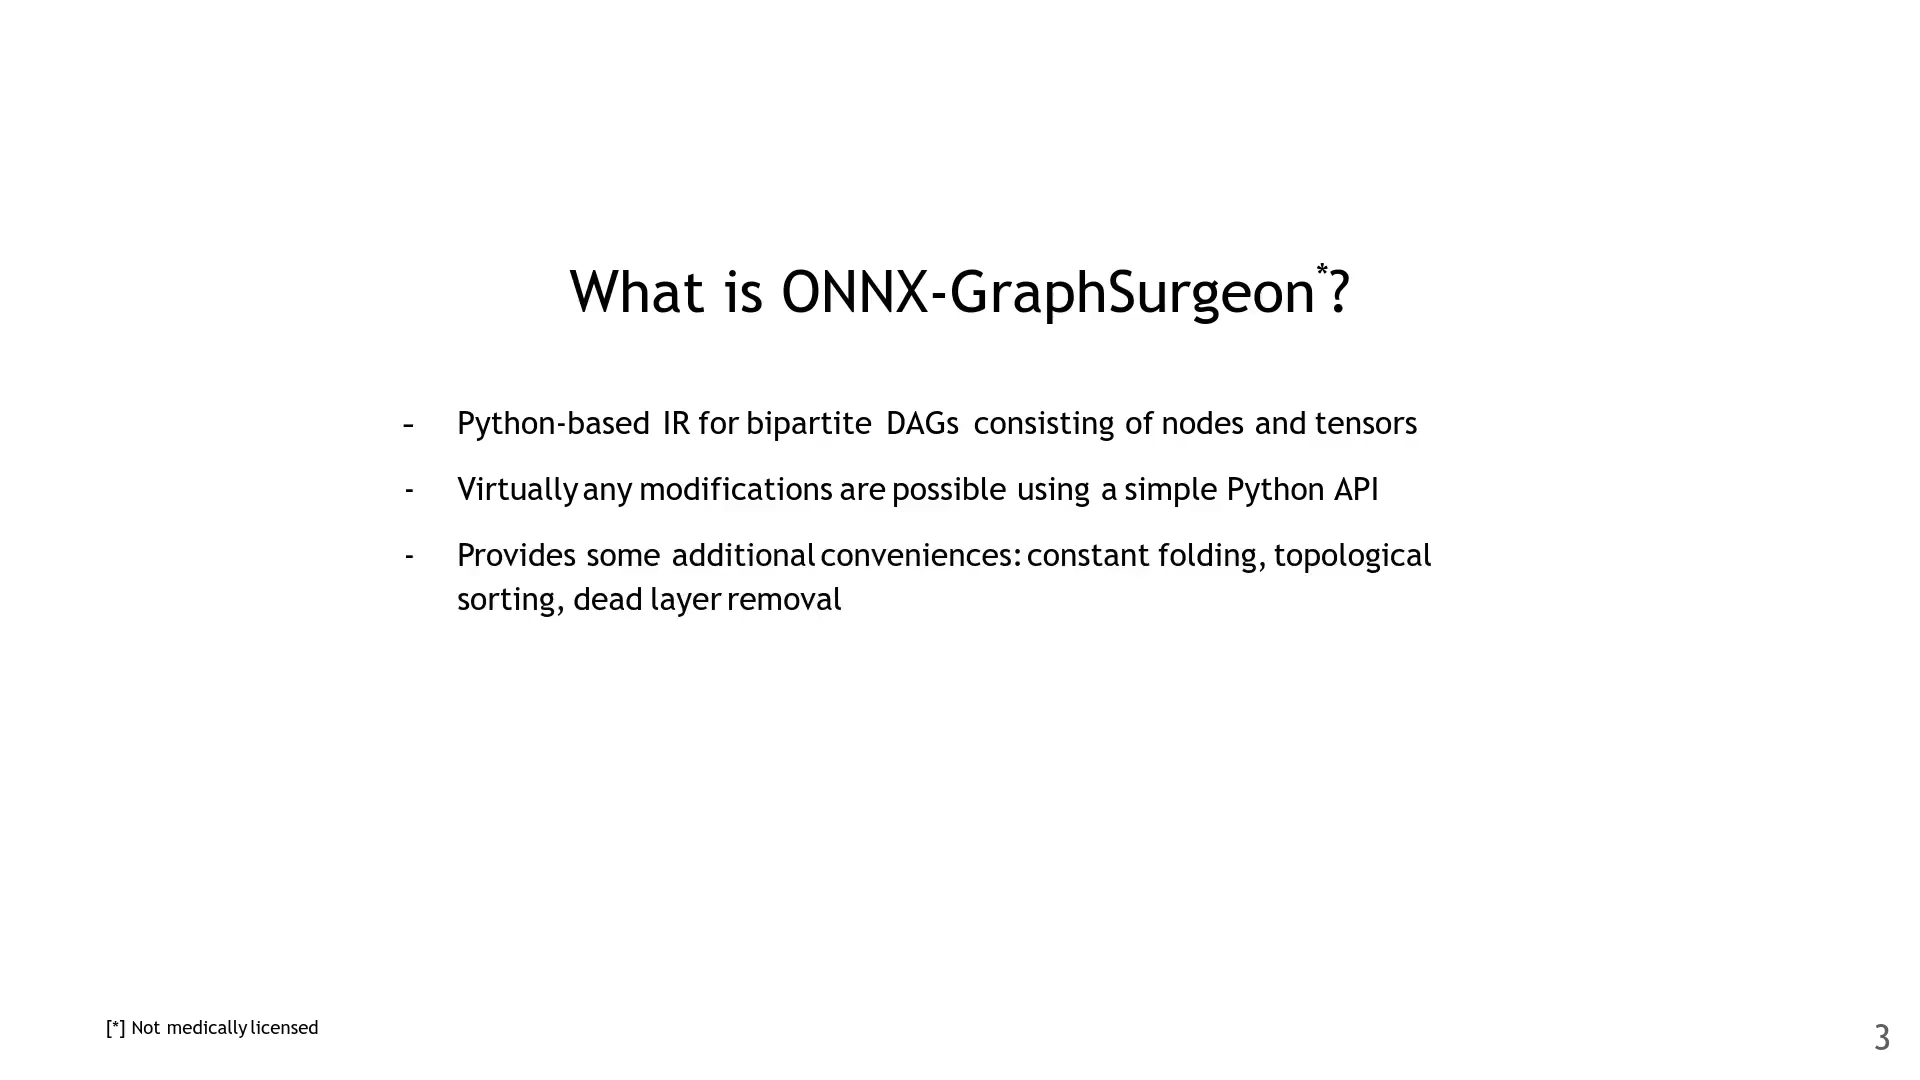 What is ONNX-GraphSurgeon*?
- Python-based IR for bipartite DAGs consisting of nodes and tensors
- Virtually any modifications are possible using a simple Python API
- Provides some additional conveniences: constant folding, topological
sorting, dead layer removal
[*] Not medically licensed
3